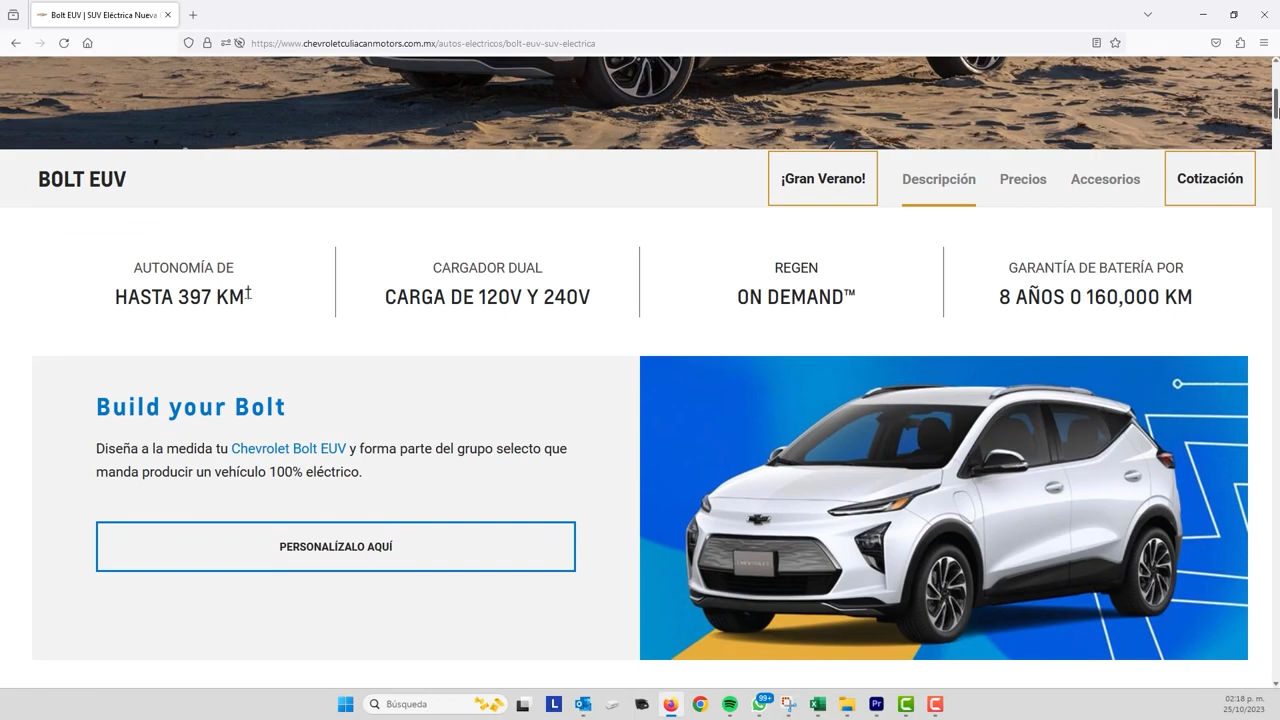 Bolt EUV | SUV Eléctrica Nueva
https://www.chevroletculiacanmotors.com.mx/autos-electricos/bolt-euv-suv-electrica
BOLT EUV
¡Gran Verano!
Descripción
Precios
Accesorios
Cotización
AUTONOMÍA DE
HASTA 397 KM†
CARGADOR DUAL
CARGA DE 120V Y 240V
REGEN
ON DEMAND™
GARANTÍA DE BATERÍA POR
8 AÑOS O 160,000 KM
Build your Bolt
Diseña a la medida tu Chevrolet Bolt EUV y forma parte del grupo selecto que
manda producir un vehículo 100% eléctrico.
PERSONALÍZALO AQUÍ
CHEVROLET
Búsqueda
L
99+
Pr
02:18 p. m.
25/10/2023